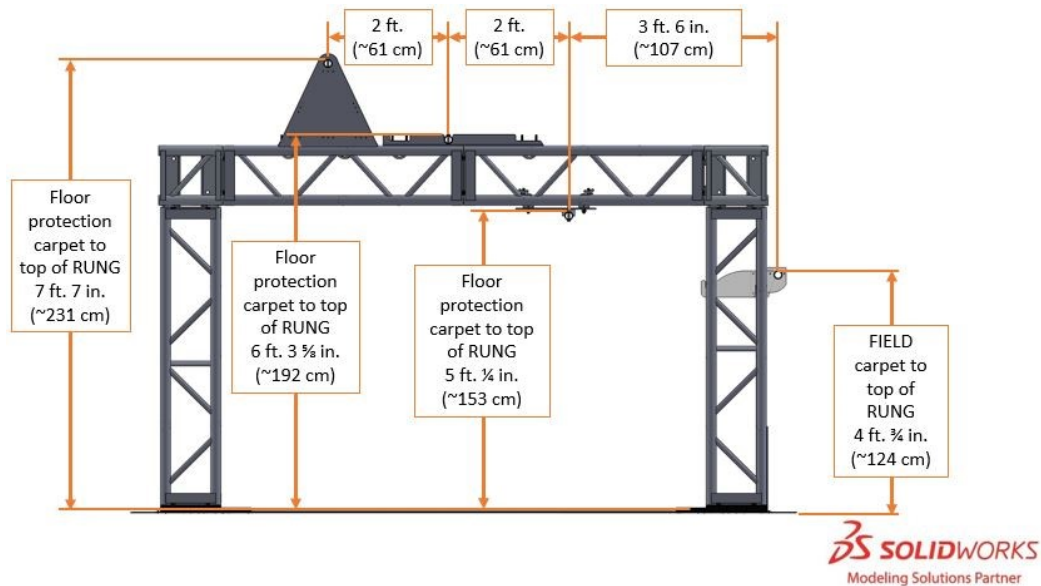 2 ft.
(~61 cm)
2 ft.
(~61 cm)
3 ft. 6 in.
(~107 cm)
Floor
protection
carpet to
top of RUNG
7 ft. 7 in.
(~231 cm)
Floor
protection
carpet to top
of RUNG
6 ft. 3 ⅝ in.
(~192 cm)
Floor
protection
carpet to top
of RUNG
5 ft. ¼ in.
(~153 cm)
FIELD
carpet to
top of
RUNG
4 ft. ¾ in.
(~124 cm)
SOLIDWORKS
Modeling Solutions Partner